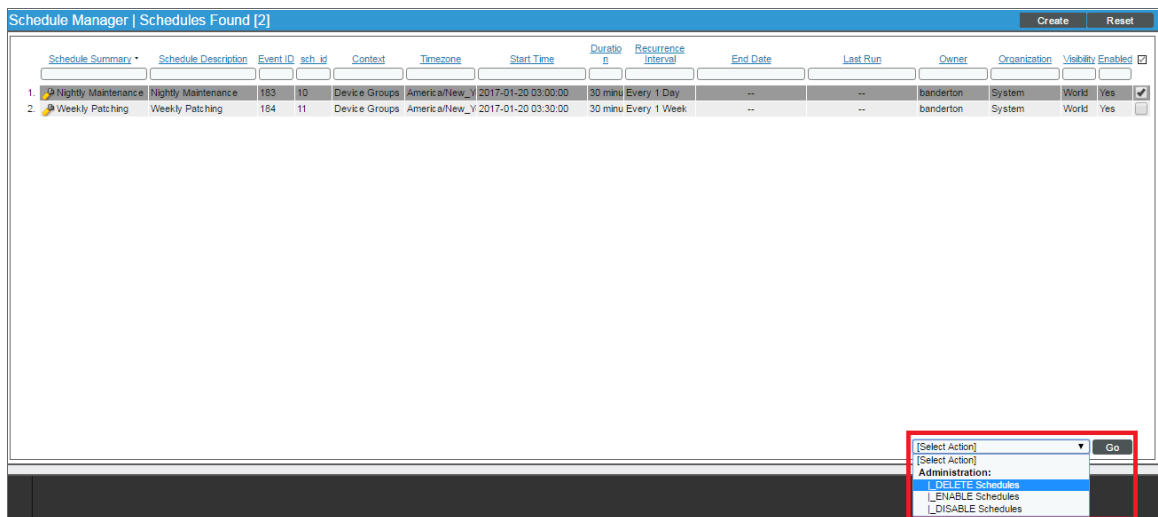 Schedule Manager | Schedules Found [2]
Create Reset
Schedule Summary Schedule Description Event ID sch_id Context Timezone Start Time Duratio n Recurrence Interval End Date Last Run Owner Organization Visibility Enabled
1. Nightly Maintenance Nightly Maintenance 183 10 Device Groups America/New_Y 2017-01-20 03:00:00 30 minu Every 1 Day -- -- banderton System World Yes
2. Weekly Patching Weekly Patching 184 11 Device Groups America/New_Y 2017-01-20 03:30:00 30 minu Every 1 Week -- -- banderton System World Yes
[Select Action] Go
[Select Action]
Administration:
|_DELETE Schedules
|_ENABLE Schedules
|_DISABLE Schedules